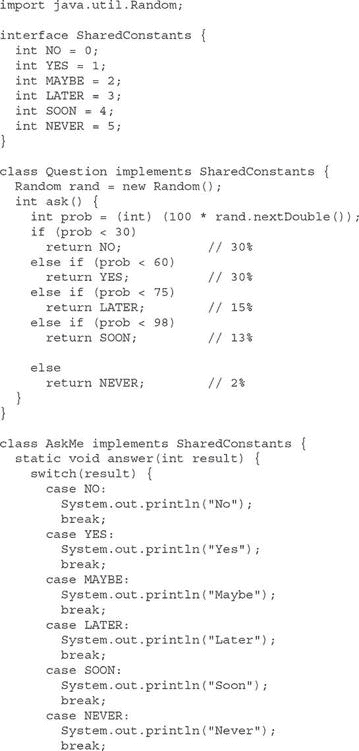 import java.util.Random;

interface SharedConstants {
  int NO = 0;
  int YES = 1;
  int MAYBE = 2;
  int LATER = 3;
  int SOON = 4;
  int NEVER = 5;
}

class Question implements SharedConstants {
  Random rand = new Random();
  int ask() {
    int prob = (int) (100 * rand.nextDouble());
    if (prob < 30)
      return NO;           // 30%
    else if (prob < 60)
      return YES;          // 30%
    else if (prob < 75)
      return LATER;        // 15%
    else if (prob < 98)
      return SOON;         // 13%

    else
      return NEVER;        // 2%
  }
}

class AskMe implements SharedConstants {
  static void answer(int result) {
    switch(result) {
      case NO:
        System.out.println("No");
        break;
      case YES:
        System.out.println("Yes");
        break;
      case MAYBE:
        System.out.println("Maybe");
        break;
      case LATER:
        System.out.println("Later");
        break;
      case SOON:
        System.out.println("Soon");
        break;
      case NEVER:
        System.out.println("Never");
        break;